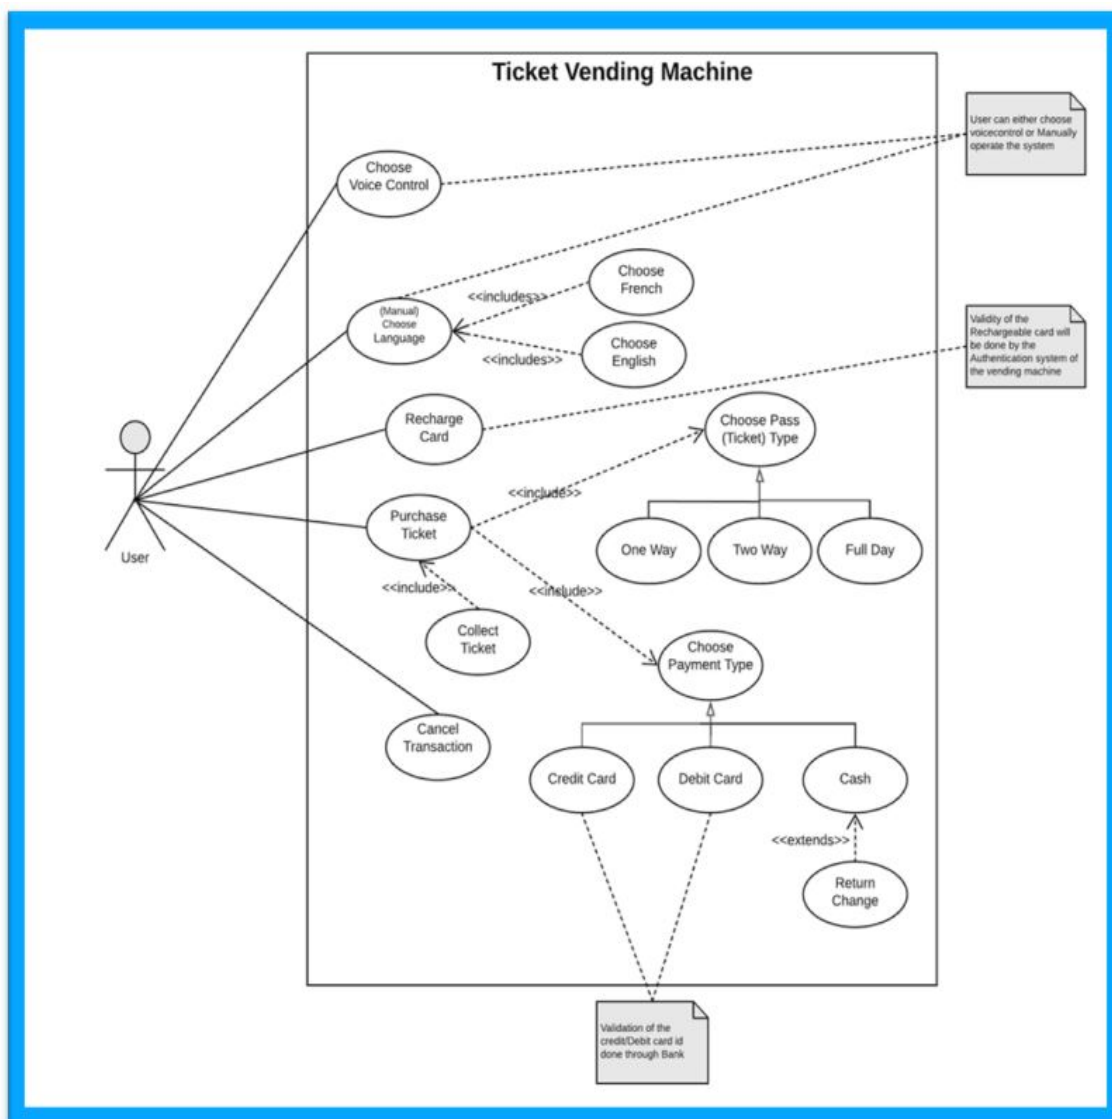 Ticket Vending Machine
User can either choose
voicecontrol or Manually
operate the system
Choose
Voice Control
Choose
French
<<includes>>
(Manual)
Choose
Language
Choose
English
<<includes>>
Validity of the
Rechargeable card will
be done by the
Authentication system of
the vending machine
Recharge
Card
Choose Pass
(Ticket) Type
<<include>>
Purchase
Ticket
One Way
Two Way
Full Day
User
<<include>>
<<include>>
Collect
Ticket
Choose
Payment Type
Cancel
Transaction
Credit Card
Debit Card
Cash
<<extends>>
Return
Change
Validation of the
credit/Debit card id
done through Bank